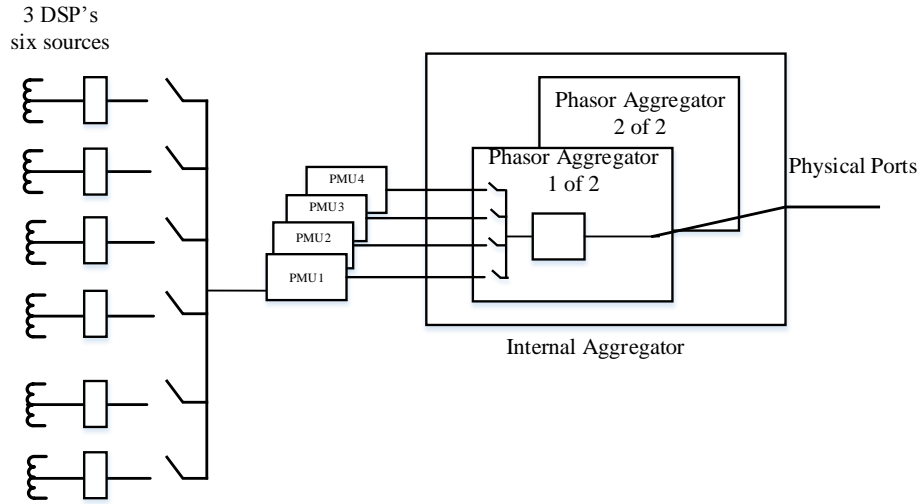 3 DSP's
six sources
Phasor Aggregator
2 of 2
Phasor Aggregator
1 of 2
Physical Ports
PMU4
PMU3
PMU2
PMU1
Internal Aggregator